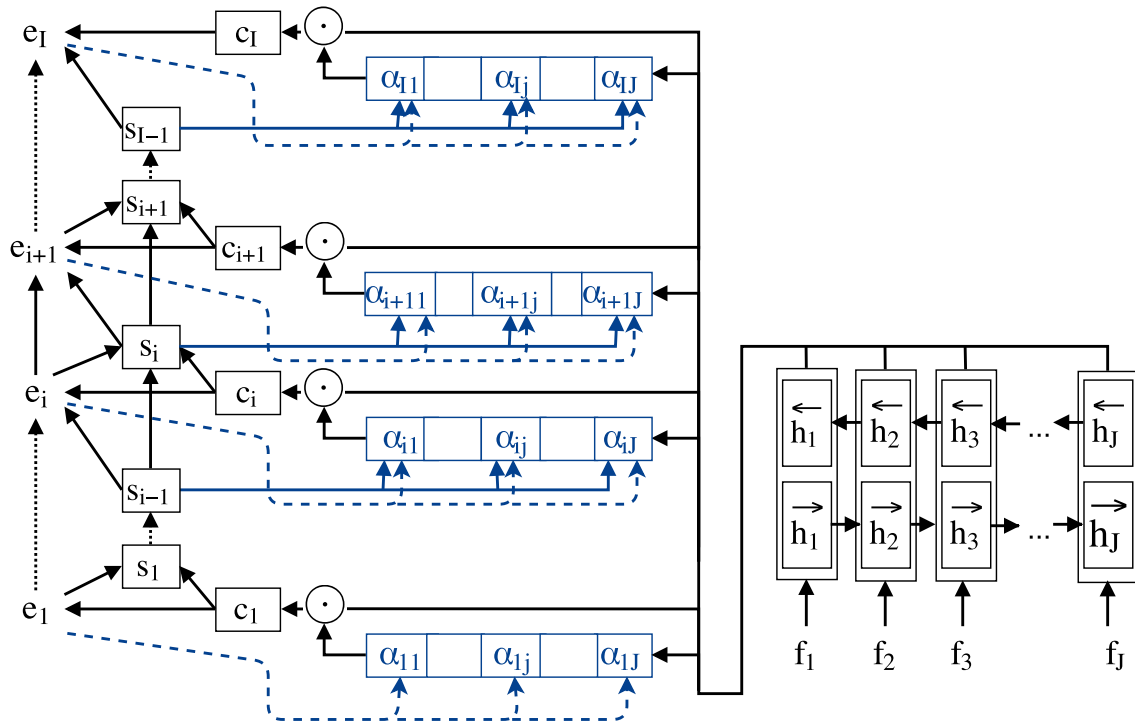 e_I c_I ·
α_I1 α_Ij α_IJ
s_I−1
s_i+1
e_i+1 c_i+1 ·
α_i+11 α_i+1j α_i+1J
s_i
e_i c_i ·
α_i1 α_ij α_iJ
s_i−1
s_1
e_1 c_1 ·
α_11 α_1j α_1J
←h_1 ←h_2 ←h_3 ... ←h_J
→h_1 →h_2 →h_3 ... →h_J
f_1 f_2 f_3 f_J